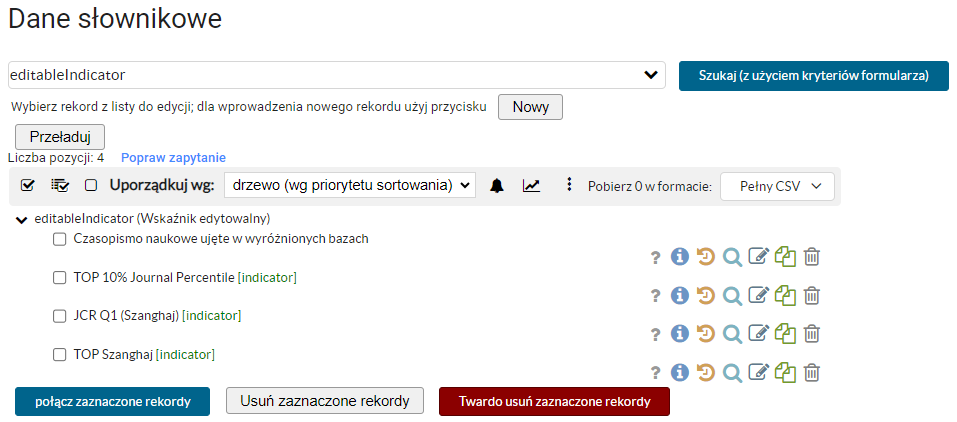 Dane słownikowe
editableIndicator
Szukaj (z użyciem kryteriów formularza)
Wybierz rekord z listy do edycji; dla wprowadzenia nowego rekordu użyj przycisku Nowy
Przeładuj
Liczba pozycji: 4 Popraw zapytanie
Uporządkuj wg: drzewo (wg priorytetu sortowania) Pobierz 0 w formacie: Pełny CSV
editableIndicator (Wskaźnik edytowalny)
Czasopismo naukowe ujęte w wyróżnionych bazach
TOP 10% Journal Percentile [indicator]
JCR Q1 (Szanghaj) [indicator]
TOP Szanghaj [indicator]
połącz zaznaczone rekordy Usuń zaznaczone rekordy Twardo usuń zaznaczone rekordy